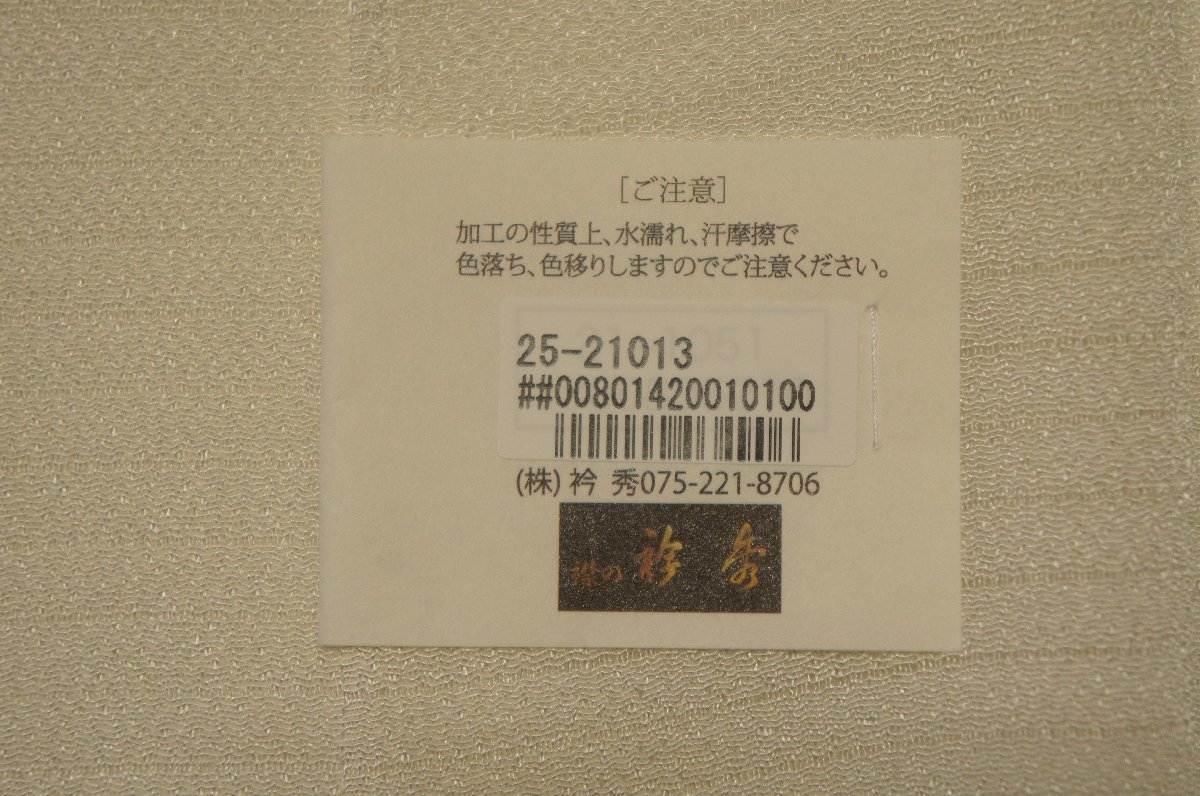 [ご注意]
加工の性質上、水濡れ、汗摩擦で
色落ち、色移りしますのでご注意ください。
25-21013
##00801420010100
(株) 衿 秀075-221-8706
衿 秀